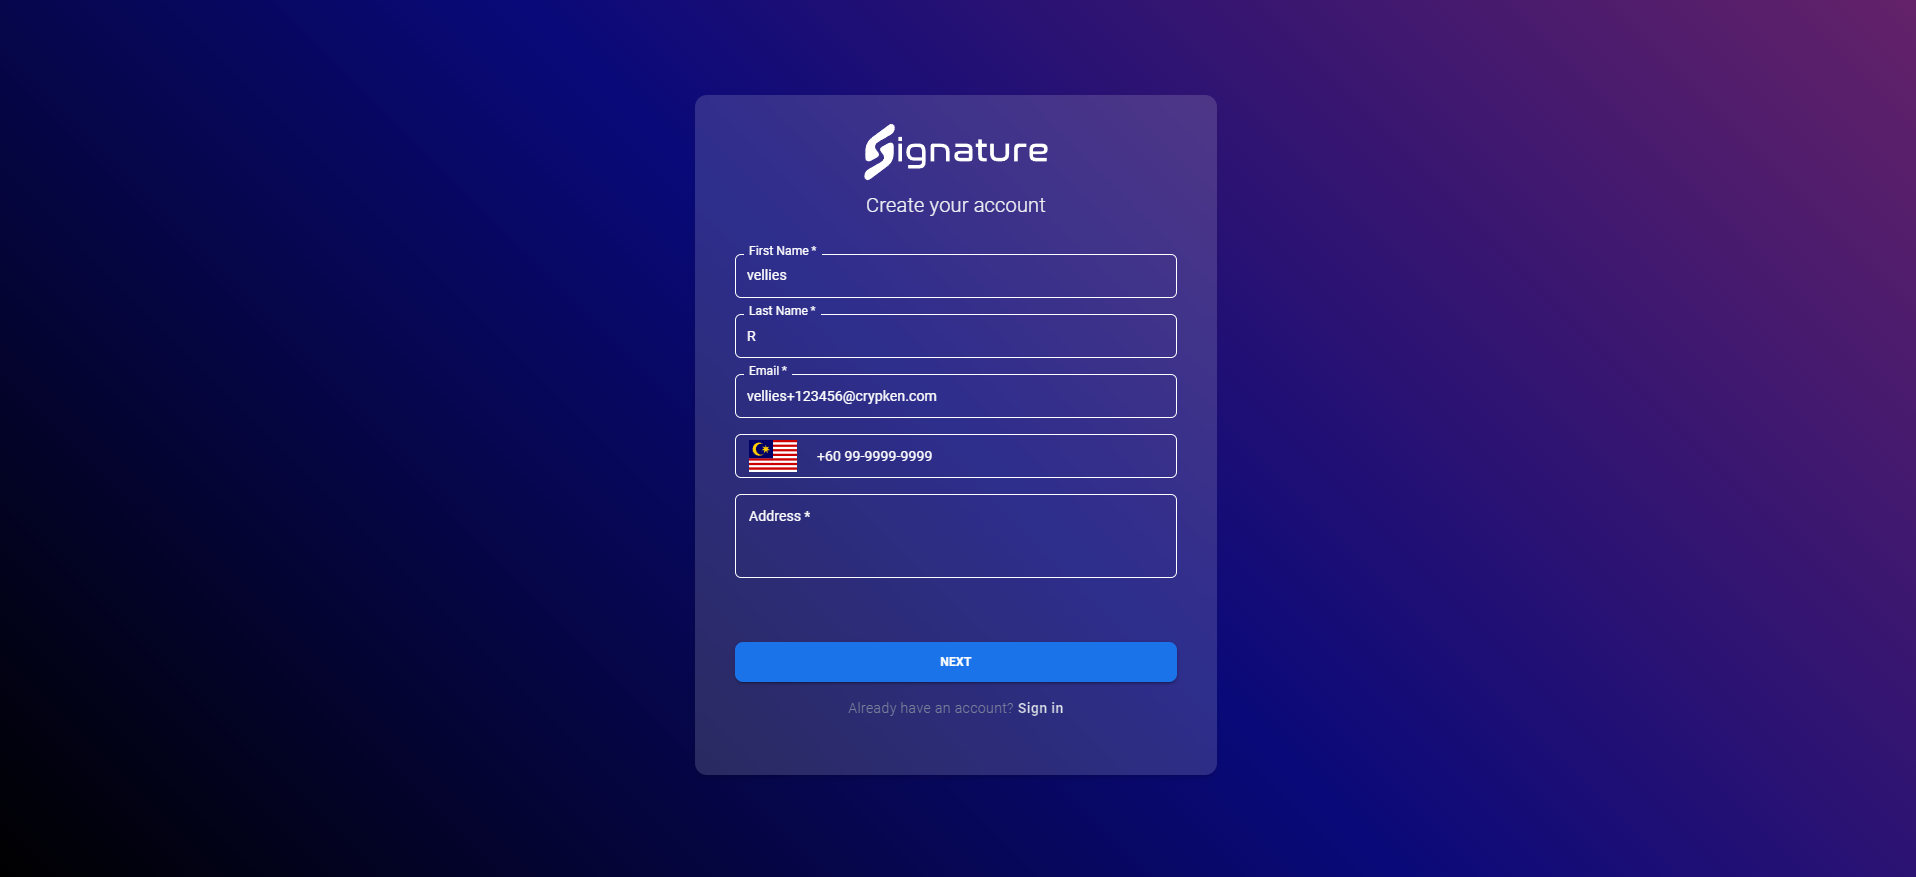 Signature
Create your account
First Name *
vellies
Last Name *
R
Email *
vellies+123456@crypken.com
+60 99-9999-9999
Address *
NEXT
Already have an account? Sign in